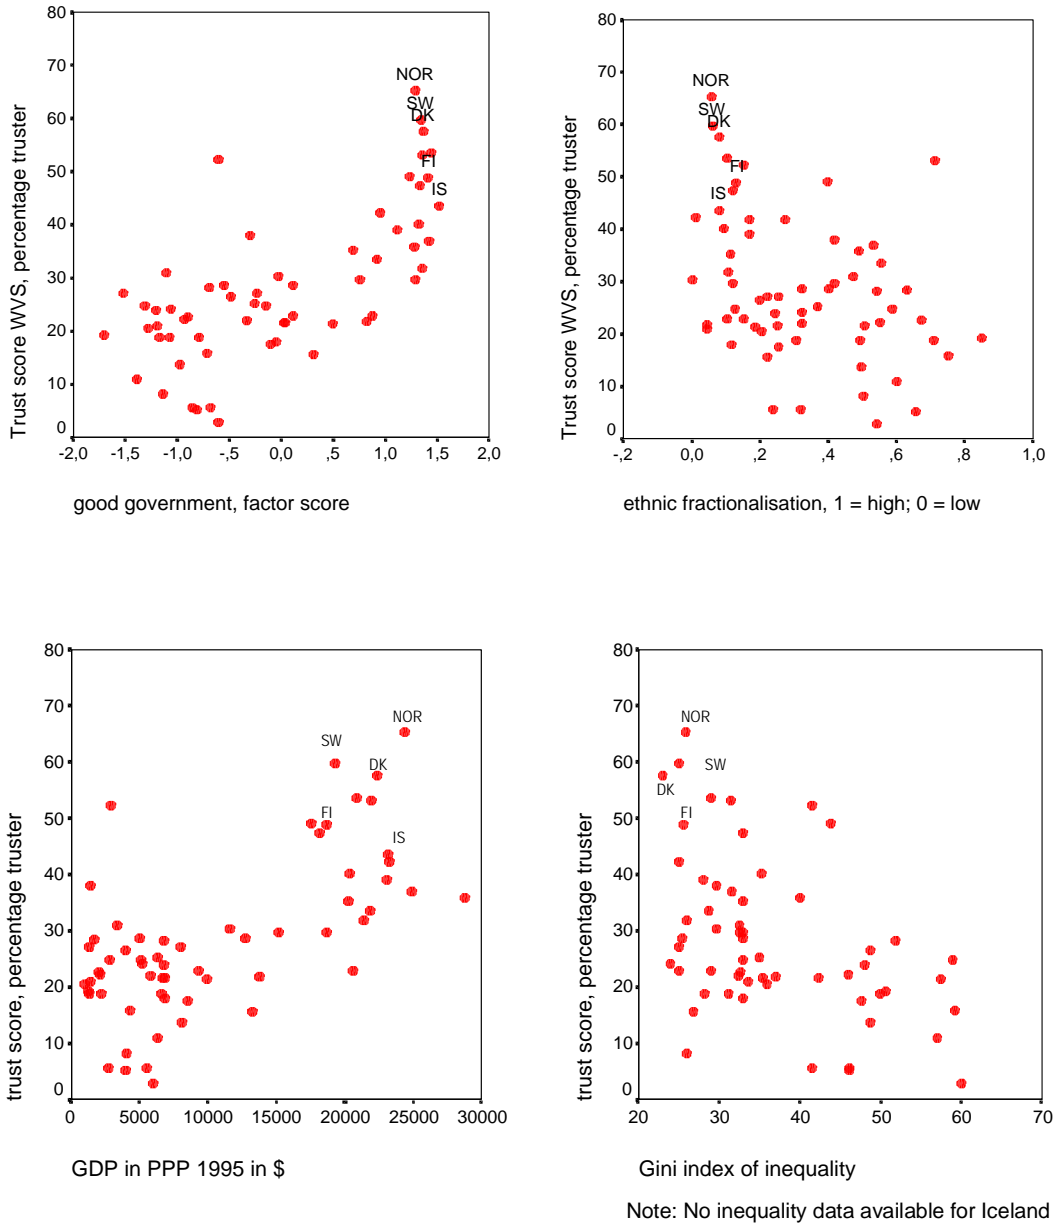 80
70
60
50
40
30
20
10
0
Trust score WVS, percentage truster
NOR
SW
DK
FI
IS
-2,0 -1,5 -1,0 -,5 0,0 ,5 1,0 1,5 2,0
good government, factor score
80
70
60
50
40
30
20
10
0
Trust score WVS, percentage truster
NOR
SW
DK
FI
IS
-,2 0,0 ,2 ,4 ,6 ,8 1,0
ethnic fractionalisation, 1 = high; 0 = low
80
70
60
50
40
30
20
10
0
trust score, percentage truster
NOR
SW
DK
FI
IS
0 5000 10000 15000 20000 25000 30000
GDP in PPP 1995 in $
80
70
60
50
40
30
20
10
0
trust score, percentage truster
NOR
SW
DK
FI
20 30 40 50 60 70
Gini index of inequality
Note: No inequality data available for Iceland